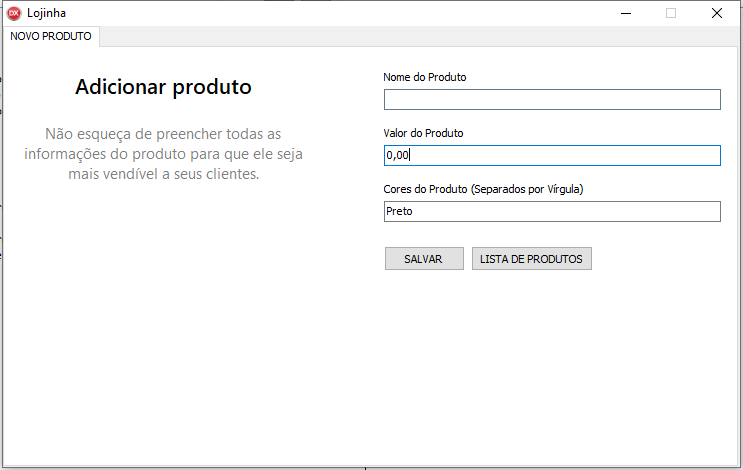 DX Lojinha
NOVO PRODUTO
Adicionar produto
Não esqueça de preencher todas as
informações do produto para que ele seja
mais vendível a seus clientes.
Nome do Produto
Valor do Produto
0,00
Cores do Produto (Separados por Vírgula)
Preto
SALVAR
LISTA DE PRODUTOS